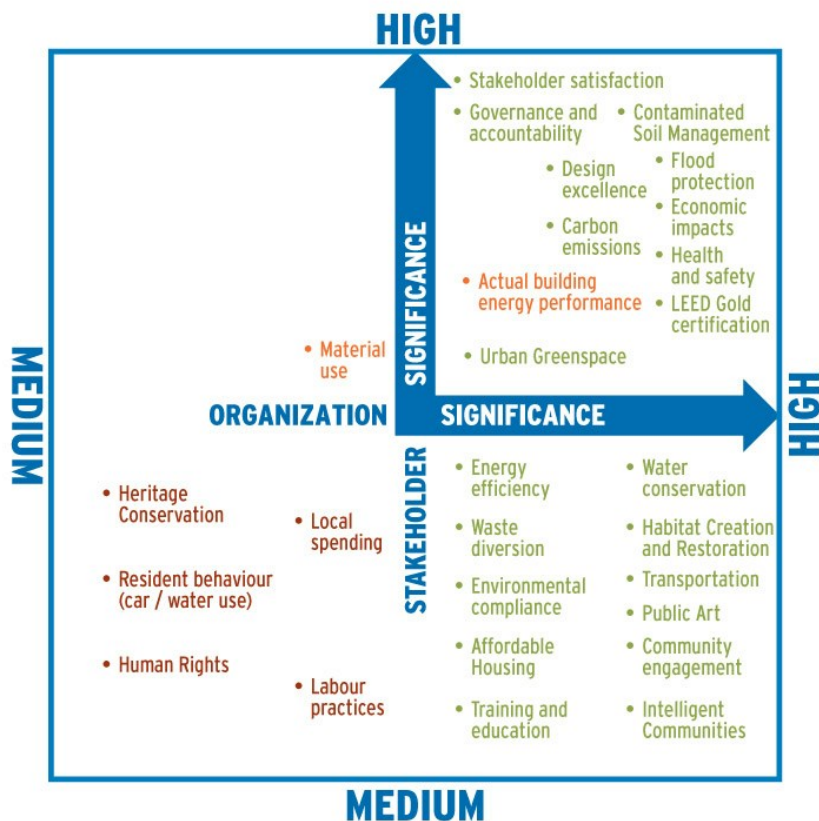 HIGH
• Stakeholder satisfaction
• Governance and
accountability
• Contaminated
Soil Management
• Design
excellence
• Flood
protection
• Carbon
emissions
• Economic
impacts
• Actual building
energy performance
• Health
and safety
• LEED Gold
certification
• Urban Greenspace
• Material
use
SIGNIFICANCE
MEDIUM
ORGANIZATION
SIGNIFICANCE
HIGH
STAKEHOLDER
• Heritage
Conservation
• Local
spending
• Resident behaviour
(car / water use)
• Human Rights
• Labour
practices
• Energy
efficiency
• Waste
diversion
• Environmental
compliance
• Affordable
Housing
• Training and
education
• Water
conservation
• Habitat Creation
and Restoration
• Transportation
• Public Art
• Community
engagement
• Intelligent
Communities
MEDIUM